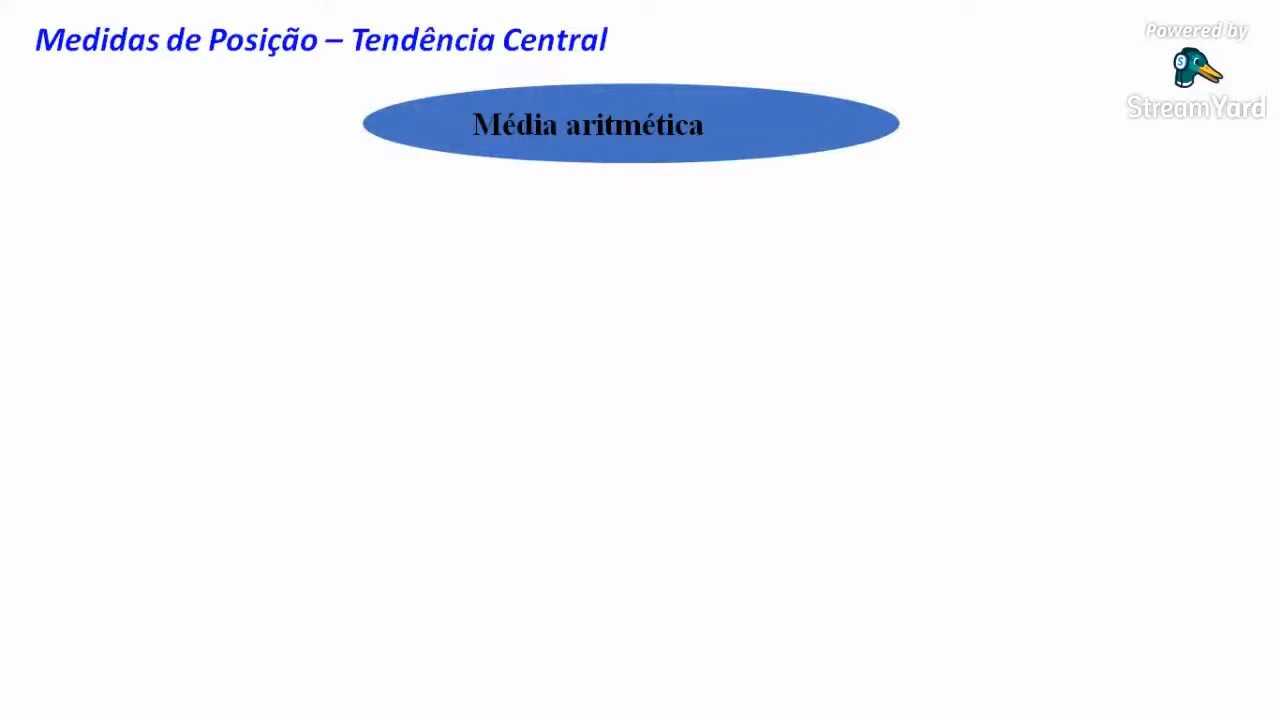 Medidas de Posição – Tendência Central
Powered by
StreamYard
Média aritmética